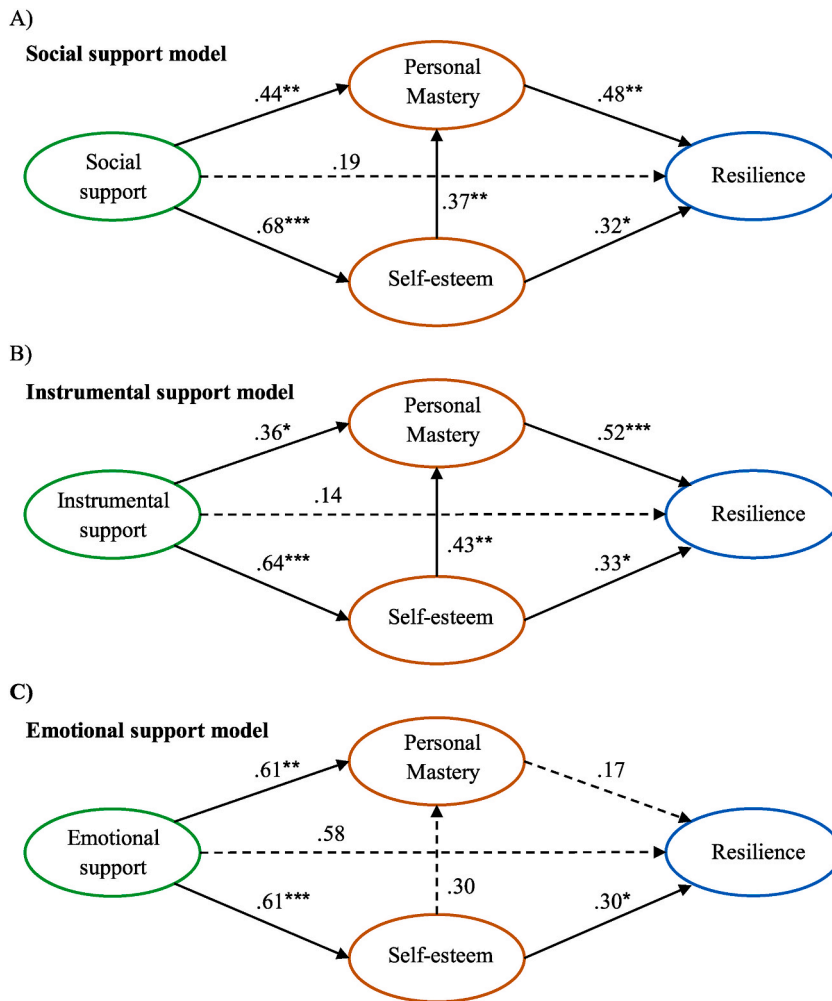 A)
Social support model
Personal
Mastery
.44**
.48**
Social
support
.19
Resilience
.37**
.68***
.32*
Self-esteem
B)
Instrumental support model
Personal
Mastery
.36*
.52***
Instrumental
support
.14
Resilience
.43**
.64***
.33*
Self-esteem
C)
Emotional support model
Personal
Mastery
.61**
.17
Emotional
support
.58
Resilience
.30
.61***
.30*
Self-esteem